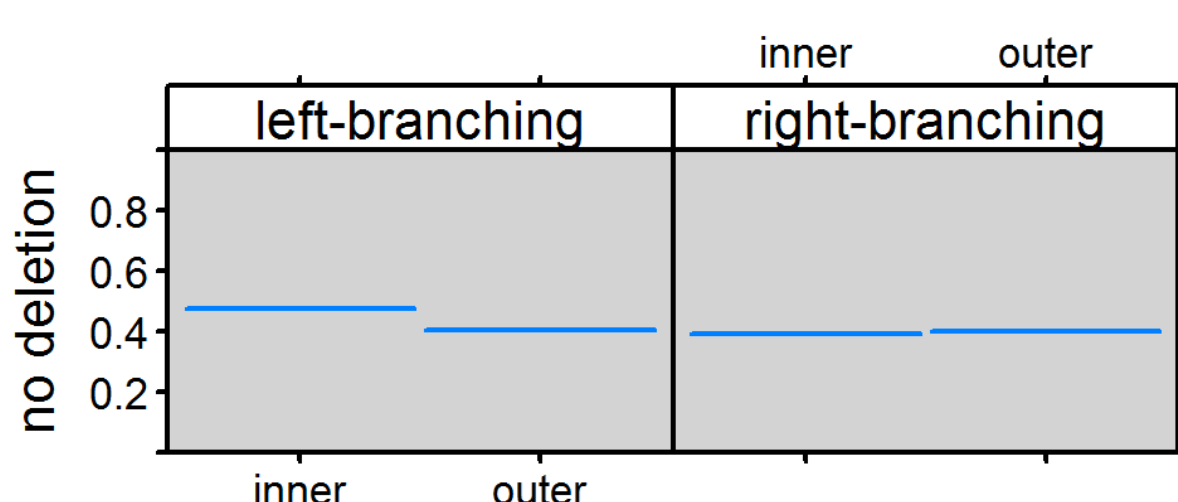 inner outer
left-branching right-branching
no deletion
0.8
0.6
0.4
0.2
inner outer